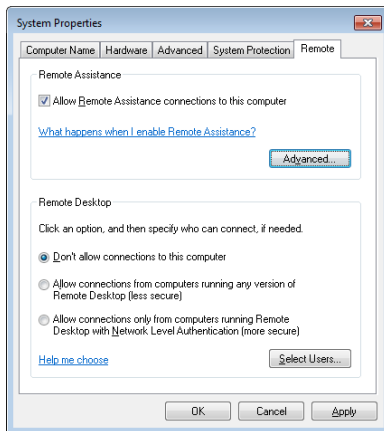 System Properties
Computer Name
Hardware
Advanced
System Protection
Remote
Remote Assistance
Allow Remote Assistance connections to this computer
What happens when I enable Remote Assistance?
Advanced...
Remote Desktop
Click an option, and then specify who can connect, if needed.
Don't allow connections to this computer
Allow connections from computers running any version of
Remote Desktop (less secure)
Allow connections only from computers running Remote
Desktop with Network Level Authentication (more secure)
Help me choose
Select Users...
OK
Cancel
Apply